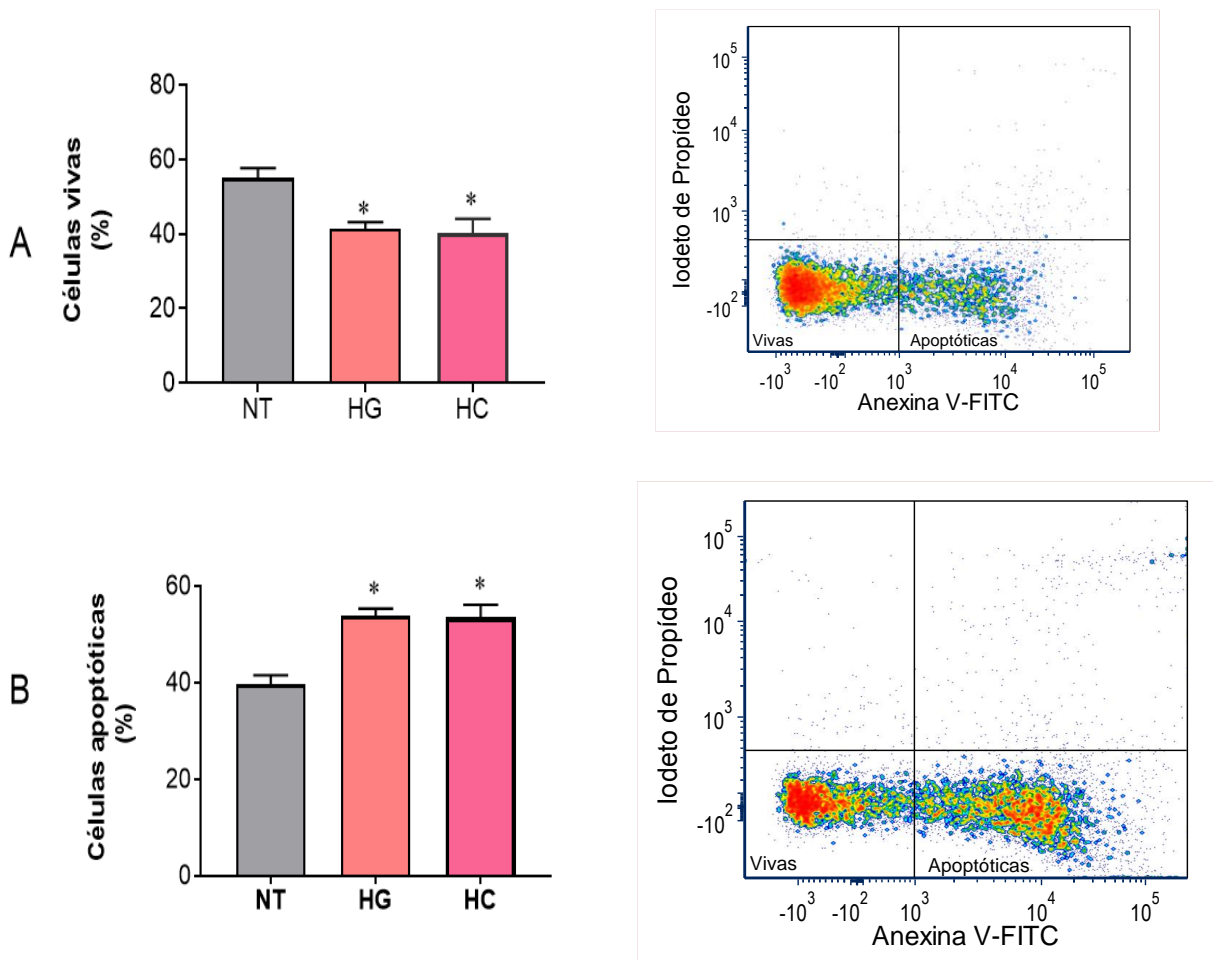 A
Células vivas
(%)
80
60
40
20
0
*
*
NT HG HC
Iodeto de Propídeo
10^5
10^4
10^3
-10^2
Vivas
Apoptóticas
-10^3 -10^2 10^3 10^4 10^5
Anexina V-FITC
B
Células apoptóticas
(%)
60
40
20
0
*
*
NT HG HC
Iodeto de Propídeo
10^5
10^4
10^3
-10^2
Vivas
Apoptóticas
-10^3 -10^2 10^3 10^4 10^5
Anexina V-FITC